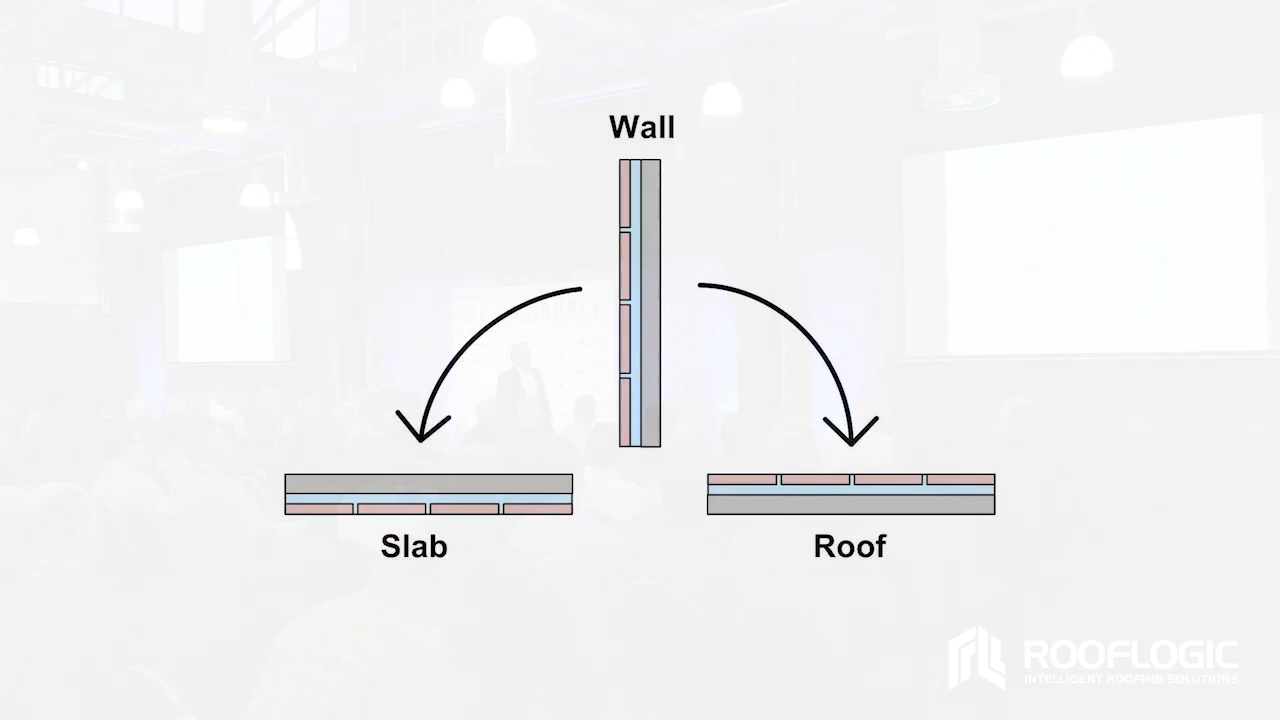 Wall
Slab
Roof
ROOFLOGIC
INTELLIGENT ROOFING SOLUTIONS